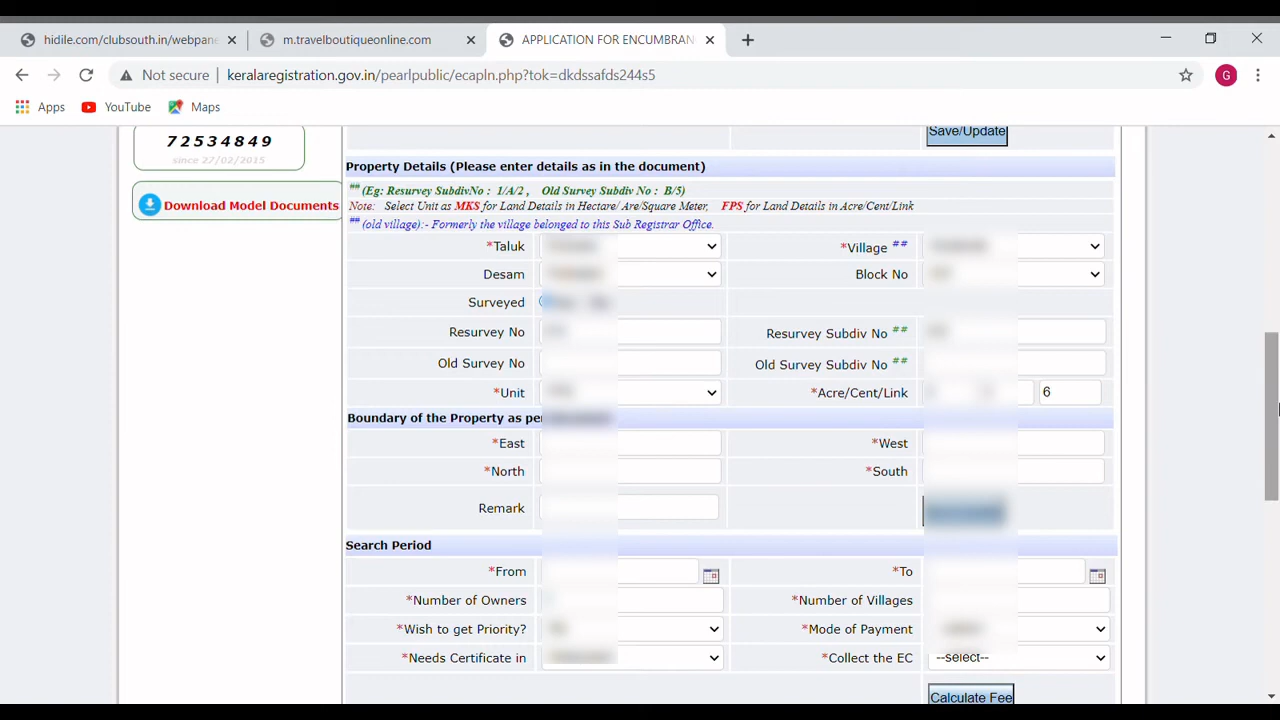 hidile.com/clubsouth.in/webpane
m.travelboutiqueonline.com
APPLICATION FOR ENCUMBRAN
Not secure keralaregistration.gov.in/pearlpublic/ecapln.php?tok=dkdssafds244s5
G
Apps YouTube Maps
72534849
since 27/02/2015
Download Model Documents
Save/Update
Property Details (Please enter details as in the document)
## (Eg: Resurvey SubdivNo : 1/A/2 , Old Survey Subdiv No : B/5)
Note: Select Unit as MKS for Land Details in Hectare/ Are/Square Meter, FPS for Land Details in Acre/Cent/Link
## (old village):- Formerly the village belonged to this Sub Registrar Office.
*Taluk *Village ##
Desam Block No
Surveyed
Resurvey No Resurvey Subdiv No ##
Old Survey No Old Survey Subdiv No ##
*Unit *Acre/Cent/Link 6
Boundary of the Property as per
*East *West
*North *South
Remark
Search Period
*From *To
*Number of Owners *Number of Villages
*Wish to get Priority? *Mode of Payment
*Needs Certificate in *Collect the EC --select--
Calculate Fee